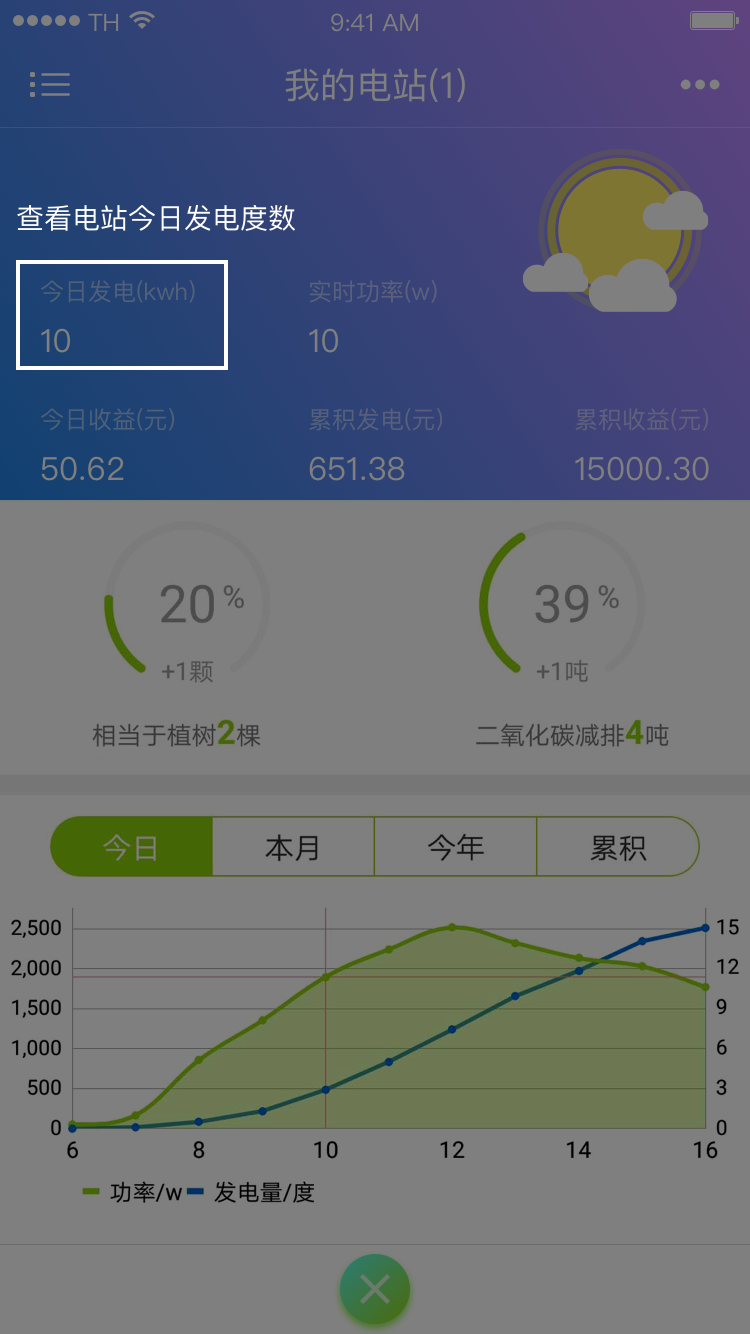 TH 9:41 AM
我的电站(1)
查看电站今日发电度数
今日发电(kwh) 实时功率(w)
10 10
今日收益(元) 累积发电(元) 累积收益(元)
50.62 651.38 15000.30
20% 39%
+1颗 +1吨
相当于植树2棵 二氧化碳减排4吨
今日 本月 今年 累积
2,500 15
2,000 12
1,500 9
1,000 6
500 3
0 0
6 8 10 12 14 16
功率/w 发电量/度